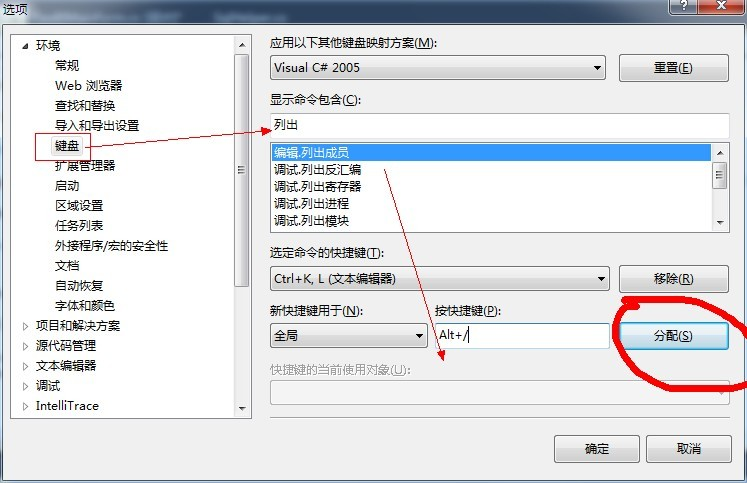 选项
环境
常规
Web 浏览器
查找和替换
导入和导出设置
键盘
扩展管理器
启动
区域设置
任务列表
外接程序/宏的安全性
文档
自动恢复
字体和颜色
项目和解决方案
源代码管理
文本编辑器
调试
IntelliTrace
应用以下其他键盘映射方案(M):
Visual C# 2005
重置(E)
显示命令包含(C):
列出
编辑.列出成员
调试.列出反汇编
调试.列出寄存器
调试.列出进程
调试.列出模块
选定命令的快捷键(T):
Ctrl+K, L (文本编辑器)
移除(R)
新快捷键用于(N):
按快捷键(P):
全局
Alt+/
分配(S)
快捷键的当前使用对象(U):
确定
取消